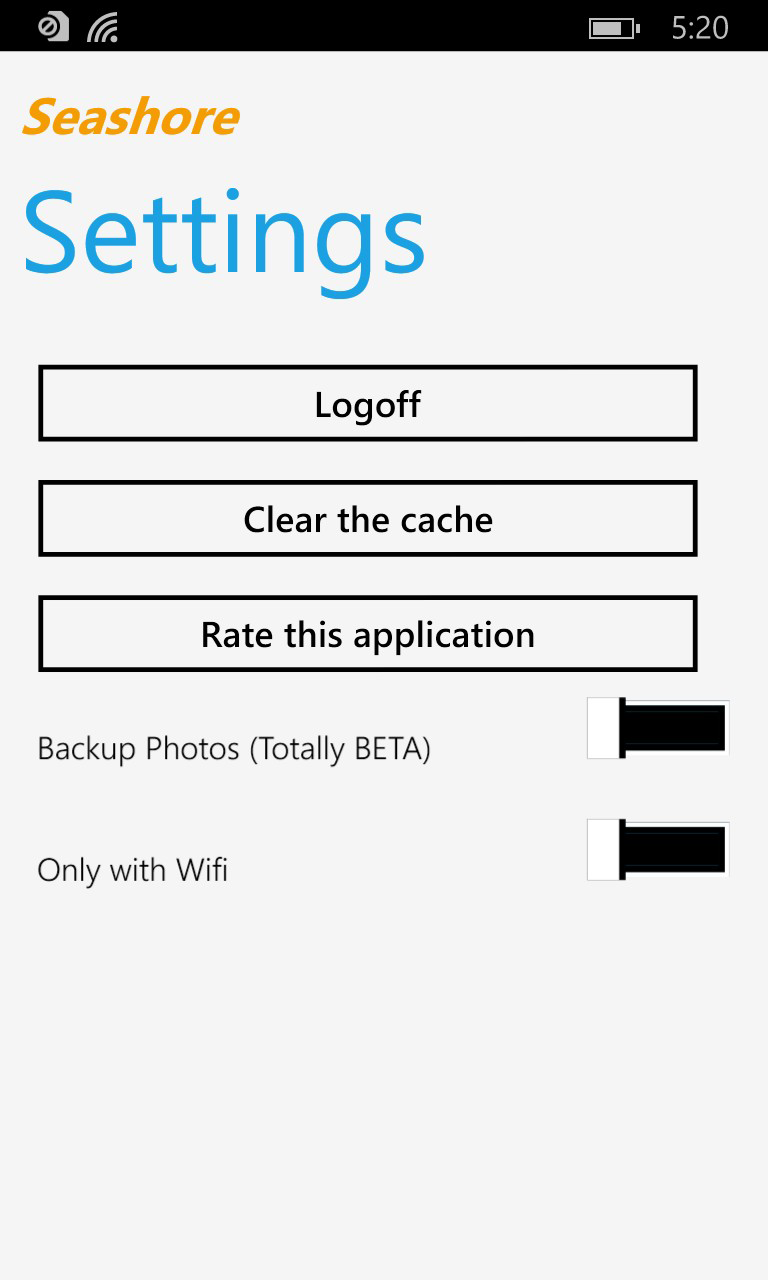 5:20
Seashore
Settings
Logoff
Clear the cache
Rate this application
Backup Photos (Totally BETA)
Only with Wifi